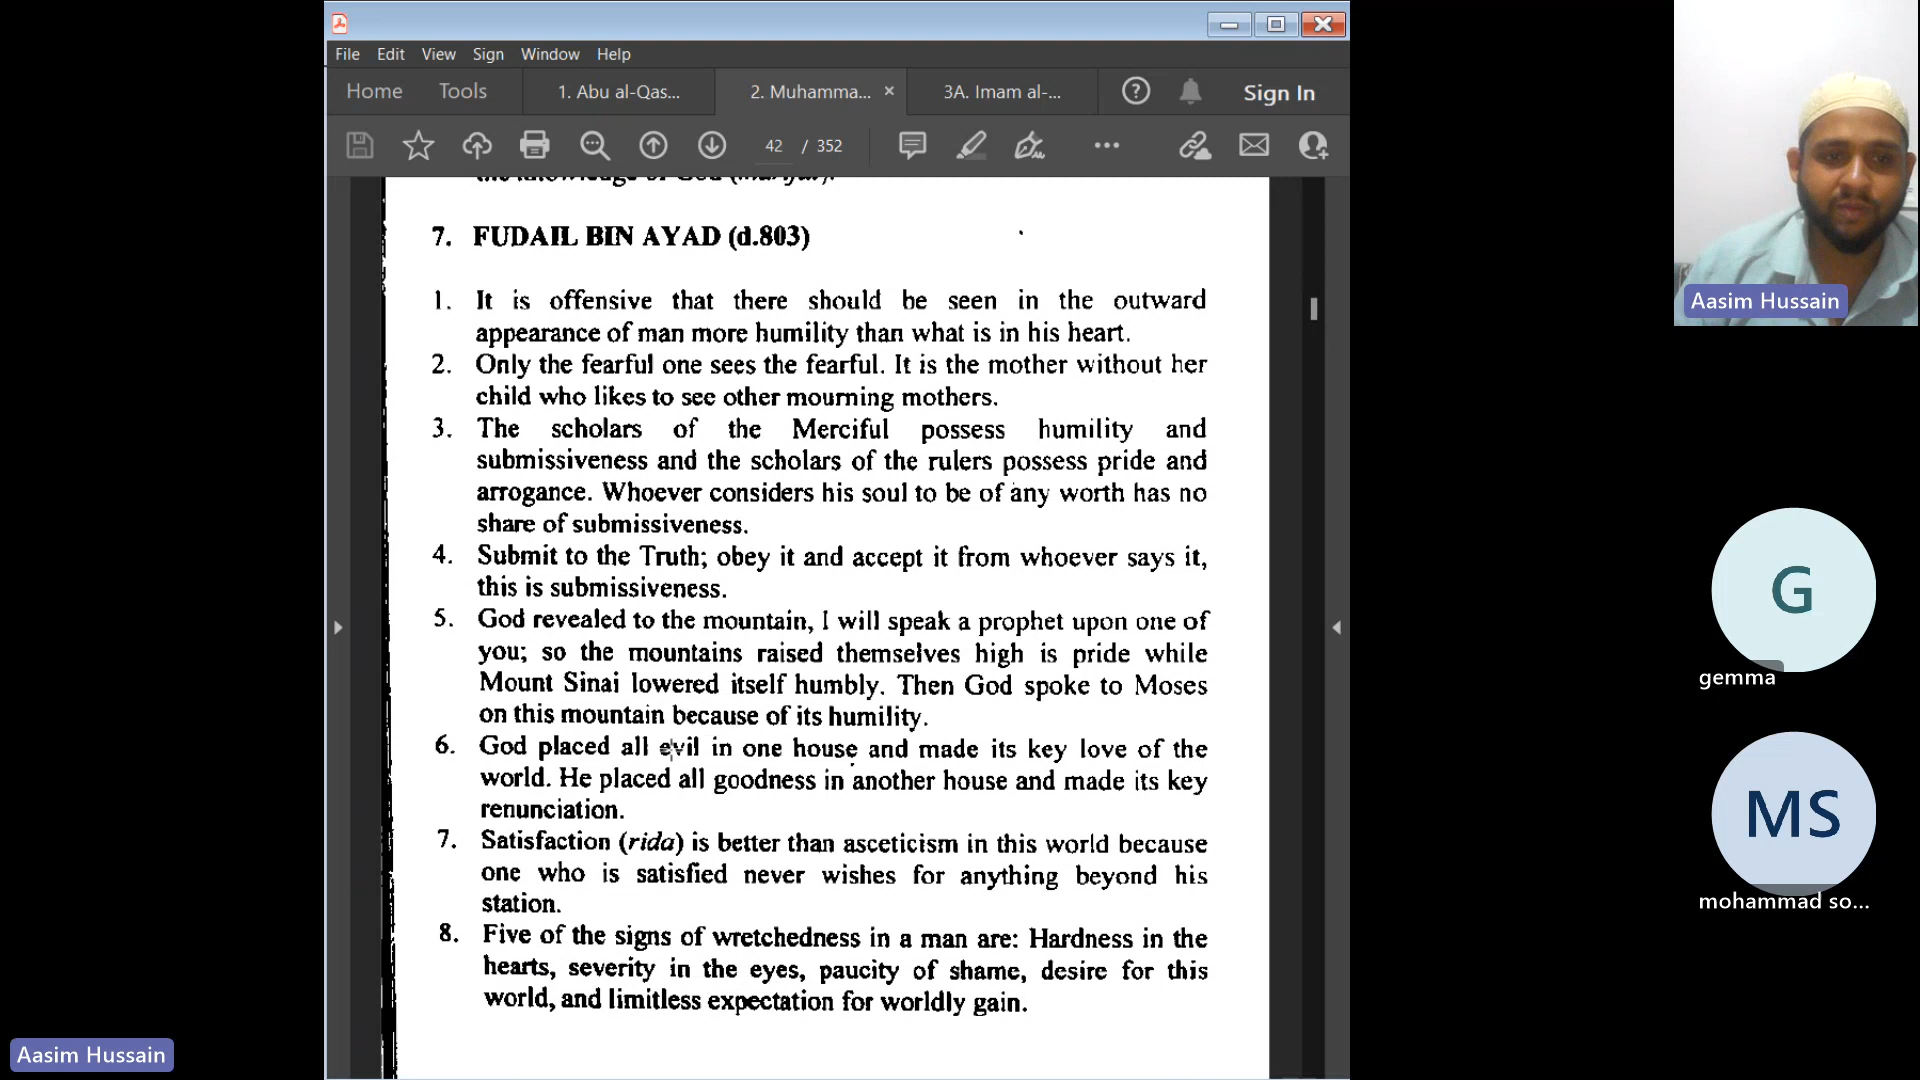 File Edit View Sign Window Help
Home Tools 1. Abu al-Qas... 2. Muhamma... × 3A. Imam al-... Sign In
42 / 352
the knowledge of God
7. FUDAIL BIN AYAD (d.803)
1. It is offensive that there should be seen in the outward
appearance of man more humility than what is in his heart.
2. Only the fearful one sees the fearful. It is the mother without her
child who likes to see other mourning mothers.
3. The scholars of the Merciful possess humility and
submissiveness and the scholars of the rulers possess pride and
arrogance. Whoever considers his soul to be of any worth has no
share of submissiveness.
4. Submit to the Truth; obey it and accept it from whoever says it,
this is submissiveness.
5. God revealed to the mountain, I will speak a prophet upon one of
you; so the mountains raised themselves high is pride while
Mount Sinai lowered itself humbly. Then God spoke to Moses
on this mountain because of its humility.
6. God placed all evil in one house and made its key love of the
world. He placed all goodness in another house and made its key
renunciation.
7. Satisfaction (rida) is better than asceticism in this world because
one who is satisfied never wishes for anything beyond his
station.
8. Five of the signs of wretchedness in a man are: Hardness in the
hearts, severity in the eyes, paucity of shame, desire for this
world, and limitless expectation for worldly gain.
Aasim Hussain
G
gemma
MS
mohammad so...
Aasim Hussain